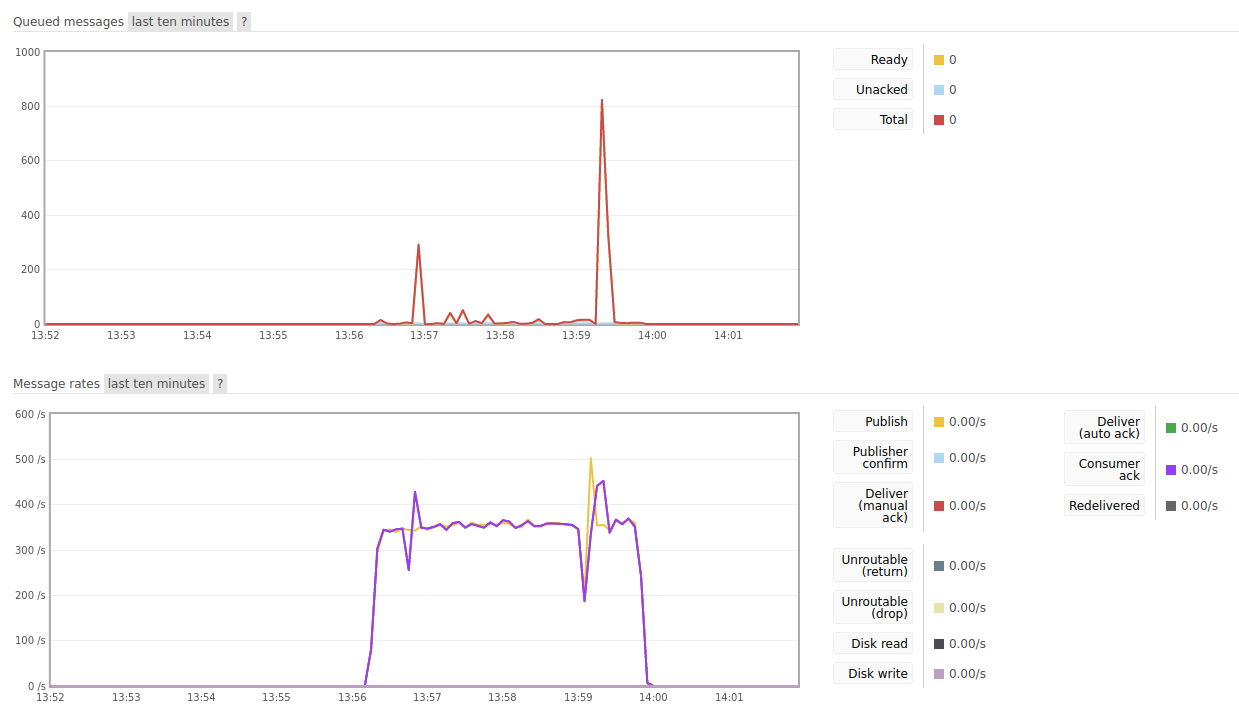 Queued messages last ten minutes ?
1000
800
600
400
200
0
13:52 13:53 13:54 13:55 13:56 13:57 13:58 13:59 14:00 14:01
Ready 0
Unacked 0
Total 0
Message rates last ten minutes ?
600 /s
500 /s
400 /s
300 /s
200 /s
100 /s
0 /s
13:52 13:53 13:54 13:55 13:56 13:57 13:58 13:59 14:00 14:01
Publish 0.00/s
Publisher
confirm 0.00/s
Deliver
(manual
ack) 0.00/s
Deliver
(auto ack) 0.00/s
Consumer
ack 0.00/s
Redelivered 0.00/s
Unroutable
(return) 0.00/s
Unroutable
(drop) 0.00/s
Disk read 0.00/s
Disk write 0.00/s